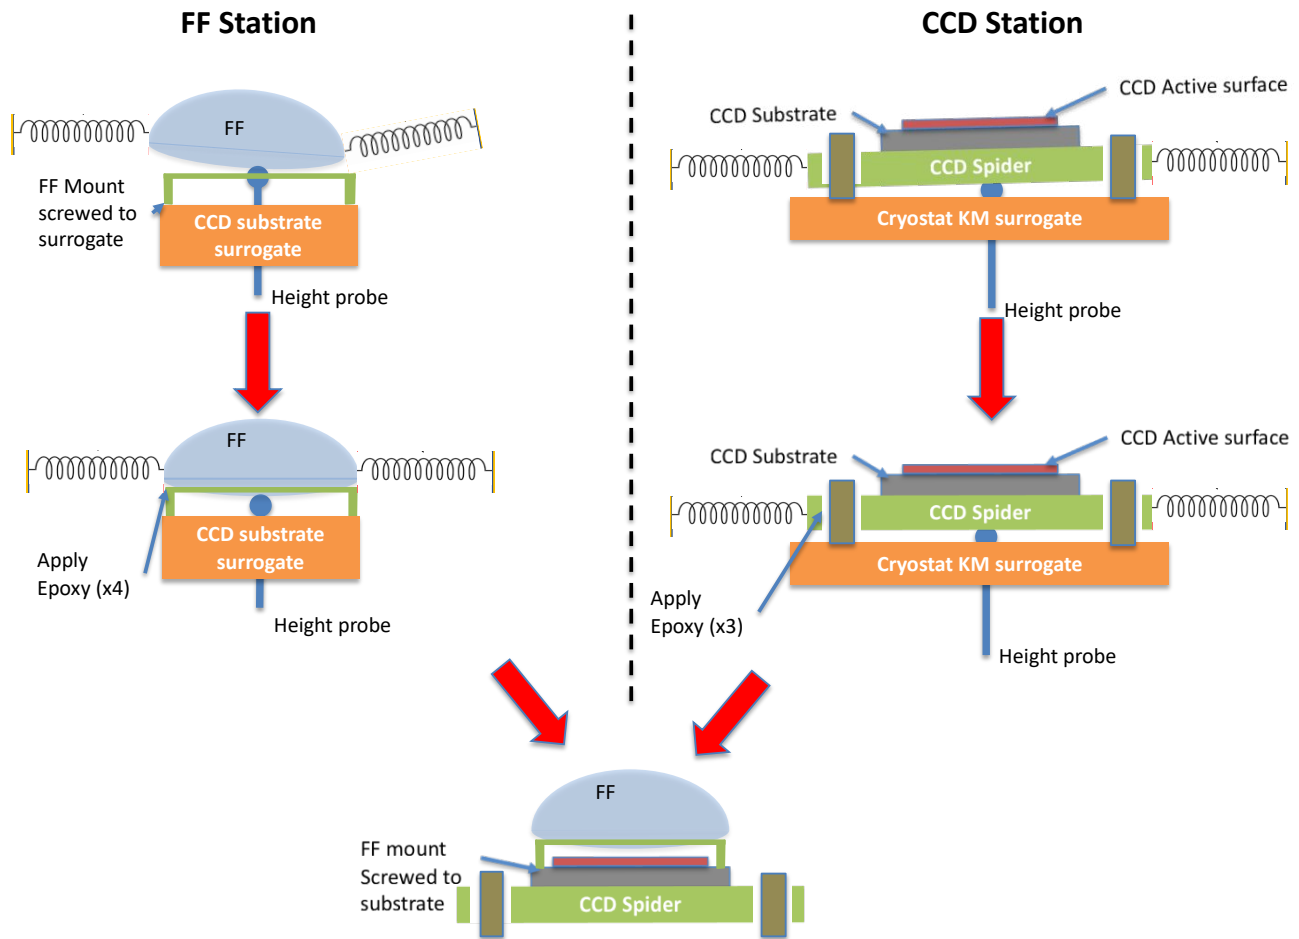 FF Station
FF
FF Mount
screwed to
surrogate
CCD substrate
surrogate
Height probe
FF
CCD substrate
surrogate
Apply
Epoxy (x4)
Height probe
CCD Station
CCD Active surface
CCD Substrate
CCD Spider
Cryostat KM surrogate
Height probe
CCD Active surface
CCD Substrate
CCD Spider
Cryostat KM surrogate
Apply
Epoxy (x3)
Height probe
FF
FF mount
Screwed to
substrate
CCD Spider